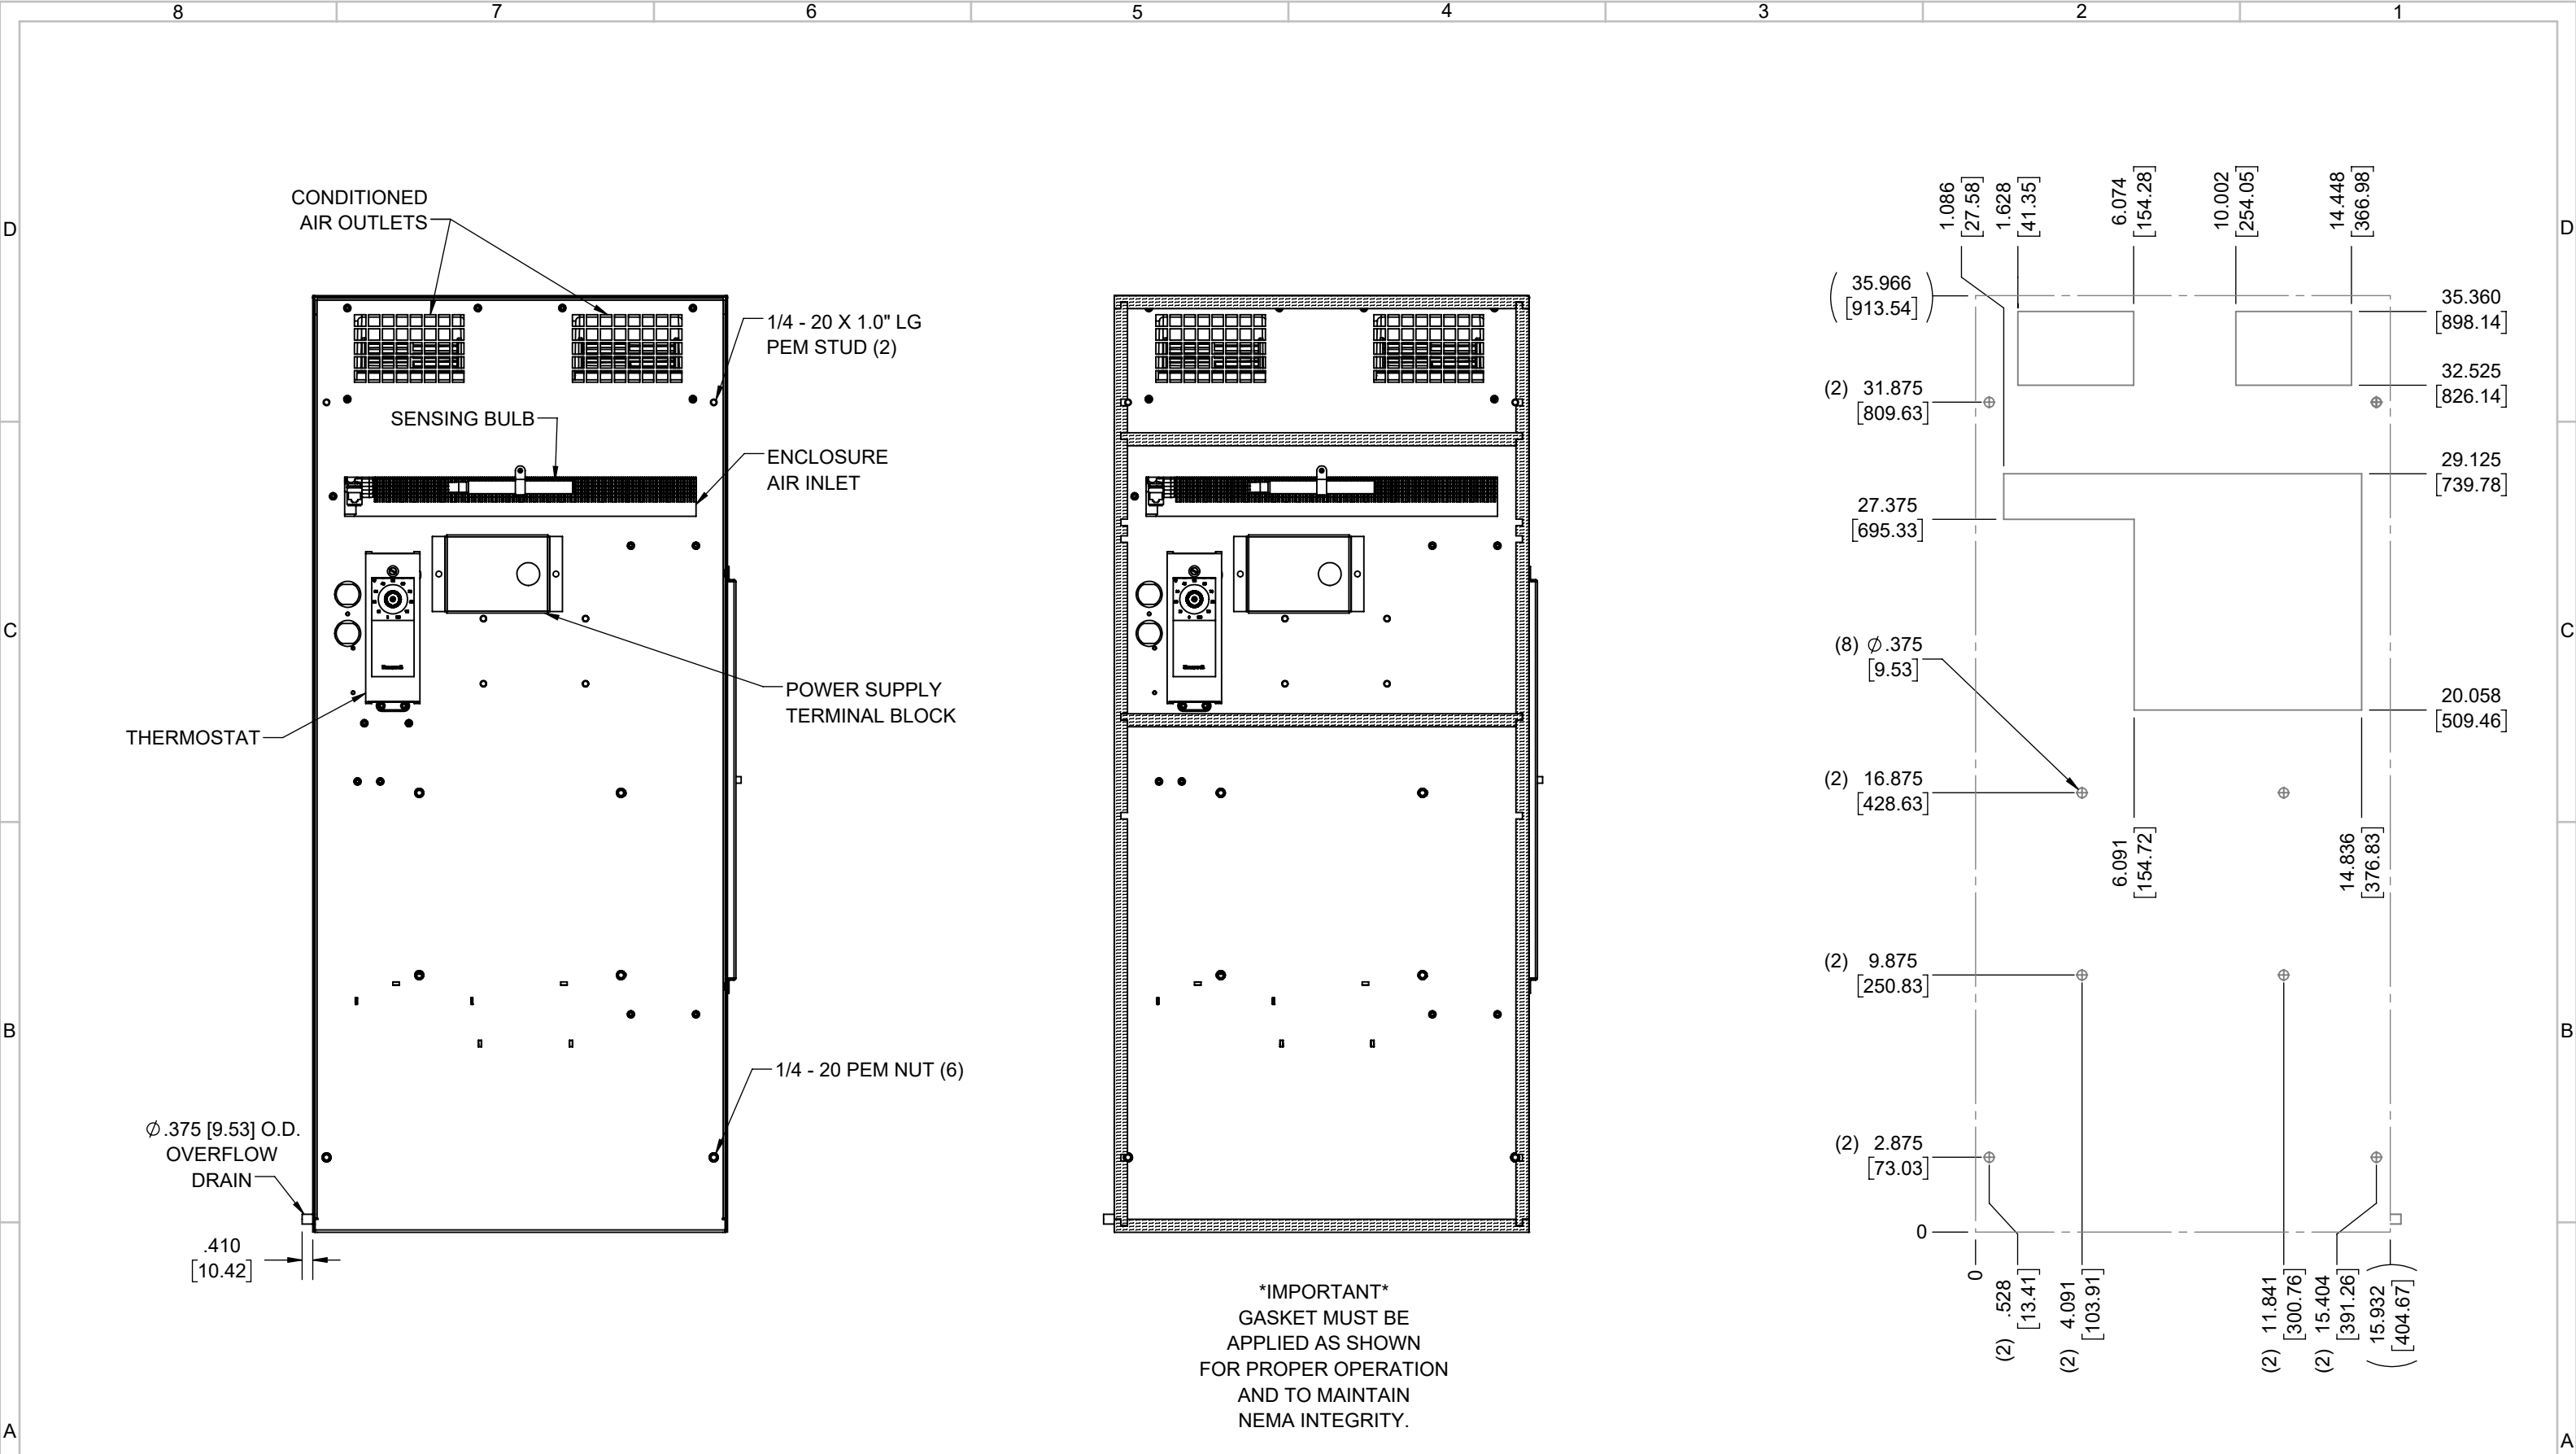 8
7
6
5
4
3
2
1
D
D
C
C
B
B
A
A
CONDITIONED
AIR OUTLETS
1/4 - 20 X 1.0" LG
PEM STUD (2)
SENSING BULB
ENCLOSURE
AIR INLET
POWER SUPPLY
TERMINAL BLOCK
THERMOSTAT
1/4 - 20 PEM NUT (6)
Ø .375 [9.53] O.D.
OVERFLOW
DRAIN
.410
[10.42]
*IMPORTANT*
GASKET MUST BE
APPLIED AS SHOWN
FOR PROPER OPERATION
AND TO MAINTAIN
NEMA INTEGRITY.
1.086
[27.58]
1.628
[41.35]
6.074
[154.28]
10.002
[254.05]
14.448
[366.98]
(35.966
[913.54])
35.360
[898.14]
(2) 31.875
[809.63]
32.525
[826.14]
29.125
[739.78]
27.375
[695.33]
(8) Ø .375
[9.53]
20.058
[509.46]
(2) 16.875
[428.63]
6.091
[154.72]
14.836
[376.83]
(2) 9.875
[250.83]
(2) 2.875
[73.03]
0
0
(2) .528
[13.41]
(2) 4.091
[103.91]
(2) 11.841
[300.76]
(2) 15.404
[391.26]
(15.932
[404.67])